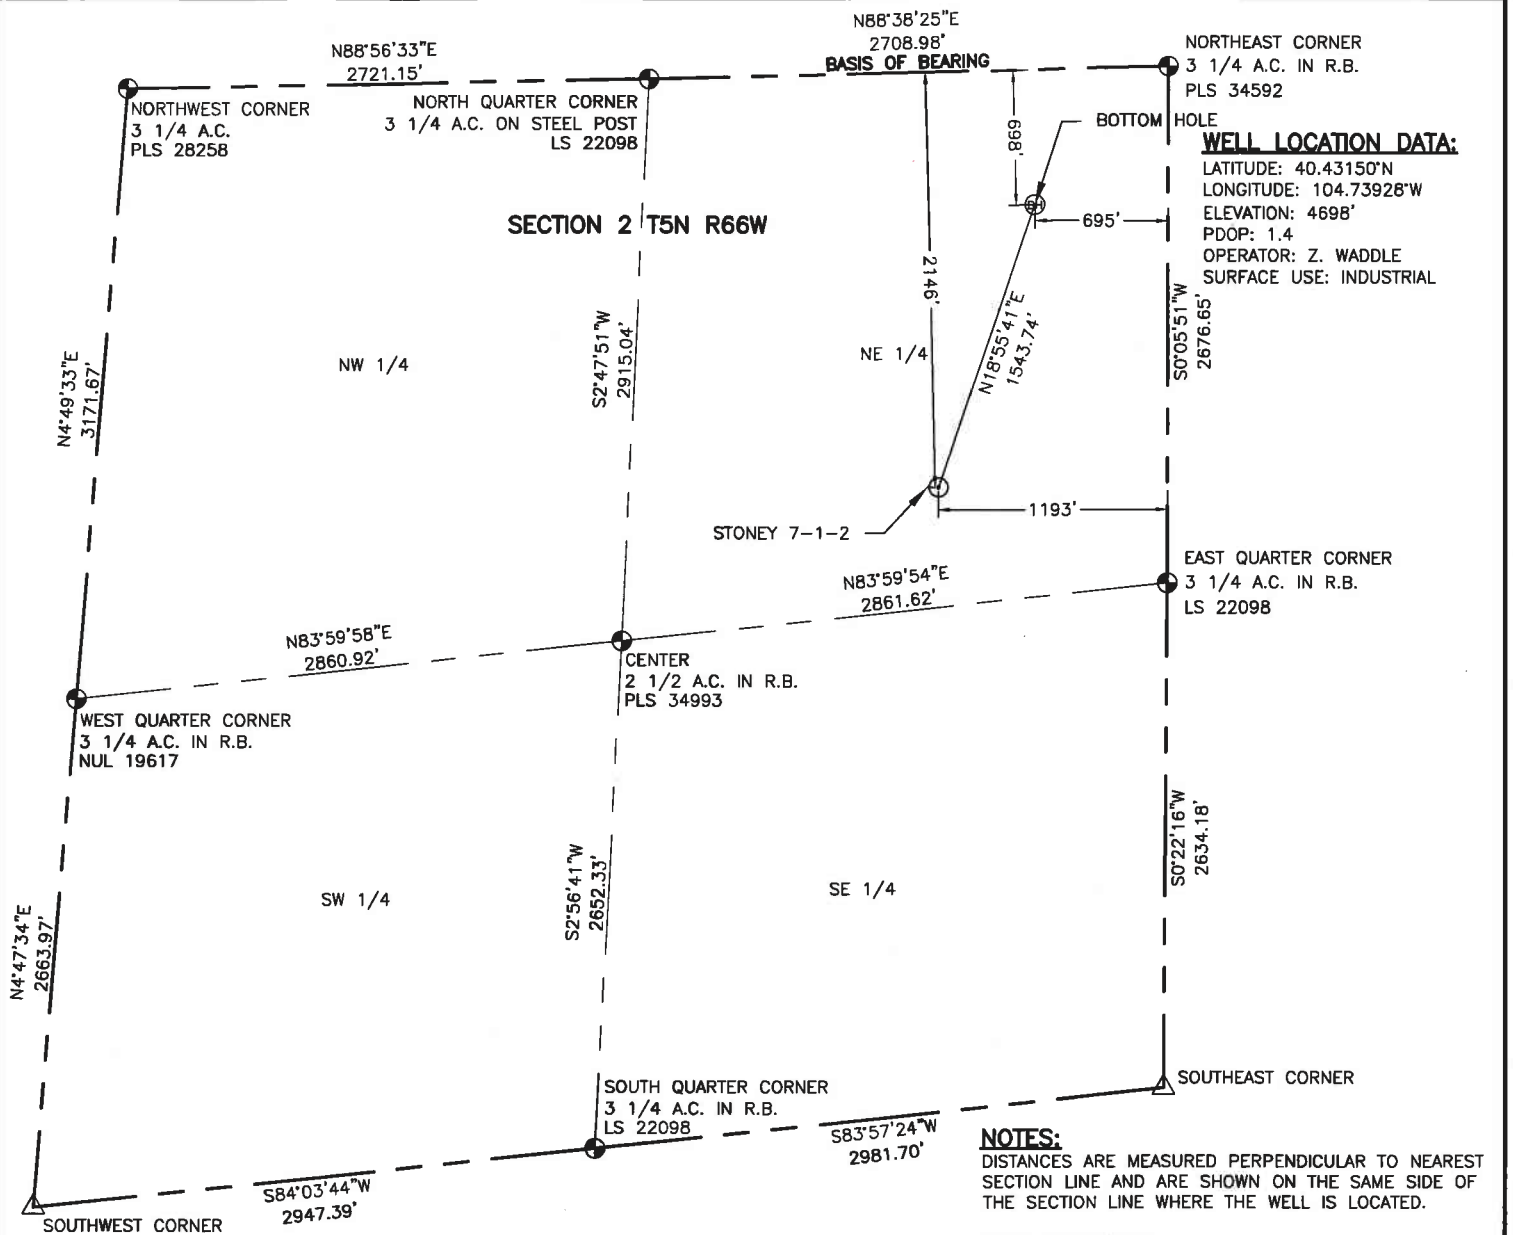 N88°38'25"E
2708.98'
BASIS OF BEARING
N88°56'33"E
2721.15'
NORTHEAST CORNER
3 1/4 A.C. IN R.B.
PLS 34592
NORTHWEST CORNER
3 1/4 A.C.
PLS 28258
NORTH QUARTER CORNER
3 1/4 A.C. ON STEEL POST
LS 22098
698'
BOTTOM HOLE
WELL LOCATION DATA:
LATITUDE: 40.43150°N
LONGITUDE: 104.73928°W
ELEVATION: 4698'
PDOP: 1.4
OPERATOR: Z. WADDLE
SURFACE USE: INDUSTRIAL
BH
695'
SECTION 2 T5N R66W
2146'
N18°55'41"E
1543.74'
S0°05'51"W
2676.65'
S2°47'51"W
2915.04'
NW 1/4
NE 1/4
N4°49'33"E
3171.67'
1193'
STONEY 7-1-2
EAST QUARTER CORNER
3 1/4 A.C. IN R.B.
LS 22098
N83°59'54"E
2861.62'
N83°59'58"E
2860.92'
CENTER
2 1/2 A.C. IN R.B.
PLS 34993
WEST QUARTER CORNER
3 1/4 A.C. IN R.B.
NUL 19617
S0°22'16"W
2634.18'
S2°56'41"W
2652.33'
SW 1/4
SE 1/4
N4°47'34"E
2663.97'
SOUTHEAST CORNER
SOUTH QUARTER CORNER
3 1/4 A.C. IN R.B.
LS 22098
S83°57'24"W
2981.70'
S84°03'44"W
2947.39'
SOUTHWEST CORNER
NOTES:
DISTANCES ARE MEASURED PERPENDICULAR TO NEAREST
SECTION LINE AND ARE SHOWN ON THE SAME SIDE OF
THE SECTION LINE WHERE THE WELL IS LOCATED.